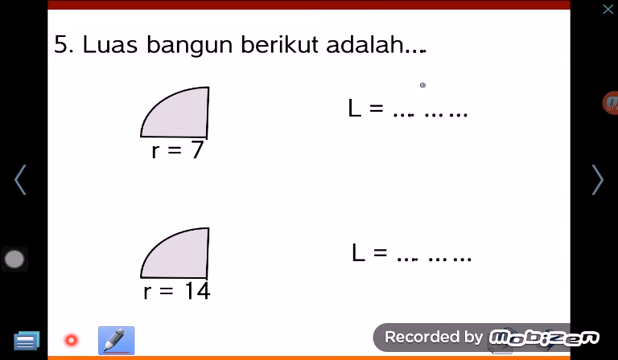 5. Luas bangun berikut adalah....
L = .... ... ...
r = 7
L = .... ... ...
r = 14
Recorded by mobizen